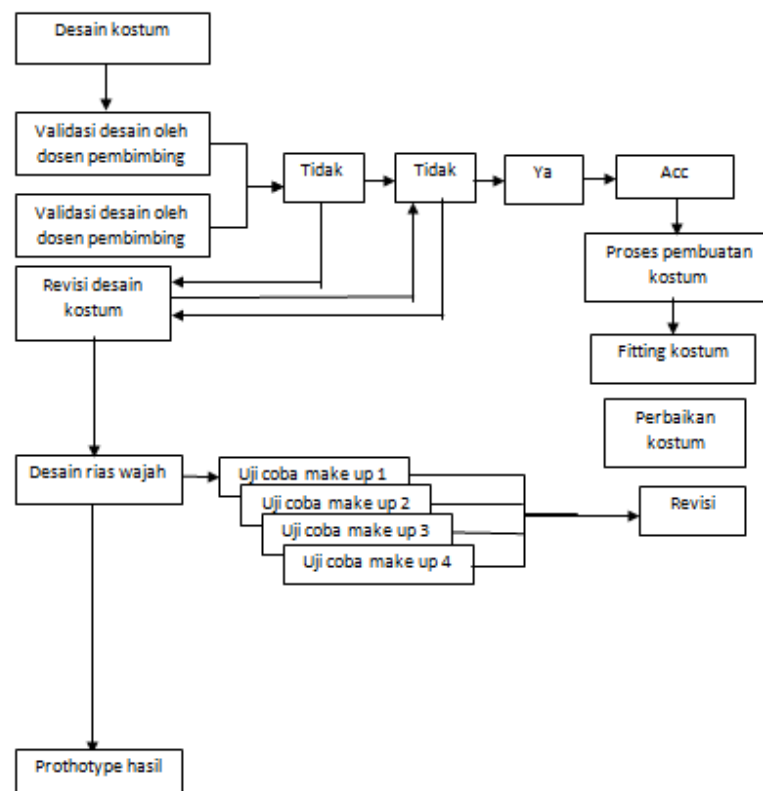 Desain kostum
Validasi desain oleh
dosen pembimbing
Tidak
Tidak
Ya
Acc
Validasi desain oleh
dosen pembimbing
Proses pembuatan
kostum
Revisi desain
kostum
Fitting kostum
Perbaikan
kostum
Desain rias wajah
Uji coba make up 1
Uji coba make up 2
Uji coba make up 3
Uji coba make up 4
Revisi
Prothotype hasil